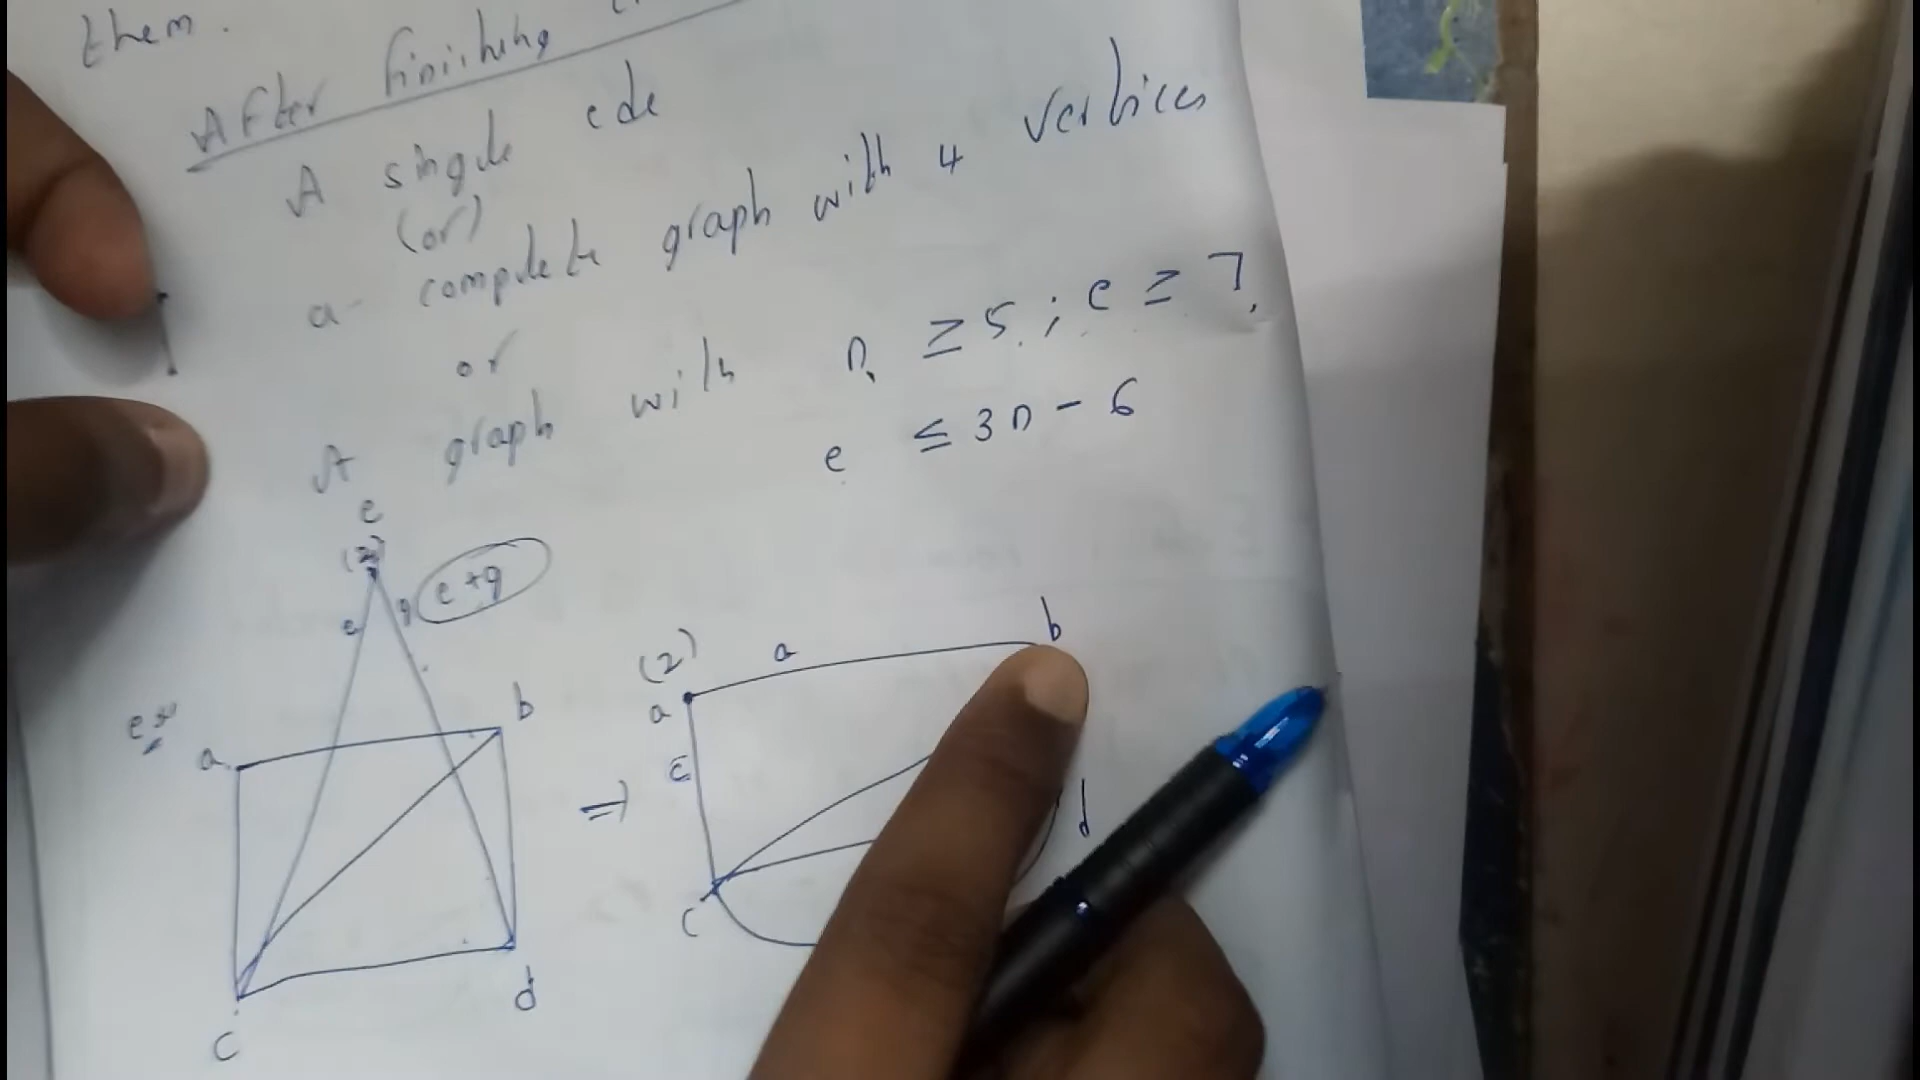 them.
After finishing
A single ede
(or)
a complete graph with 4 vertices
or
A graph with n ≥ 5 ; e ≥ 7
e ≤ 3n - 6
e
(2)
e g e+g
(2) a b
a
a b
c
⇒
d
c
d
c